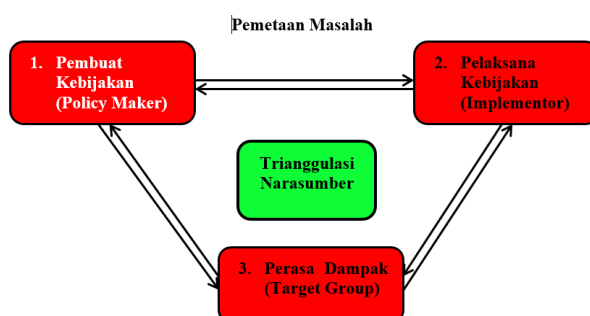 Pemetaan Masalah
1. Pembuat
Kebijakan
(Policy Maker)
2. Pelaksana
Kebijakan
(Implementor)
Trianggulasi
Narasumber
3. Perasa Dampak
(Target Group)